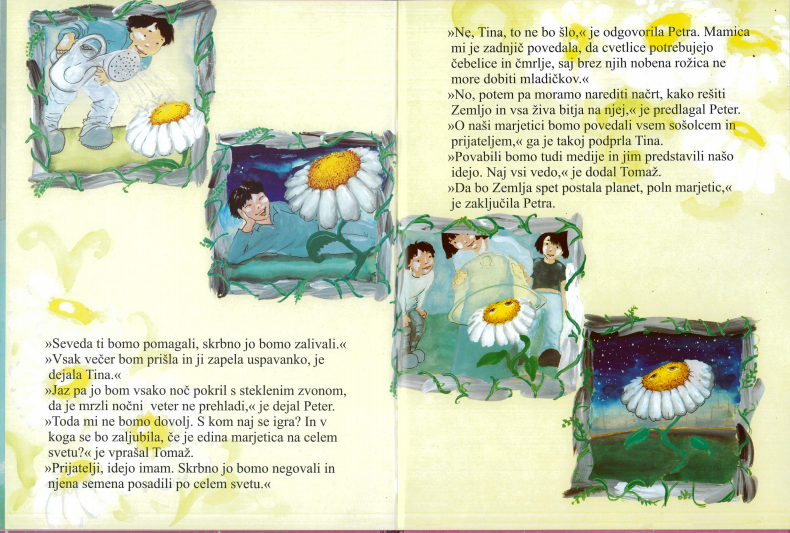 »Seveda ti bomo pomagali, skrbno jo bomo zalivali.«
»Vsak večer bom prišla in ji zapela uspavanko, je
dejala Tina.«
»Jaz pa jo bom vsako noč pokril s steklenim zvonom,
da je mrzli nočni veter ne prehladi,« je dejal Peter.
»Toda mi ne bomo dovolj. S kom naj se igra? In v
koga se bo zaljubila, če je edina marjetica na celem
svetu?« je vprašal Tomaž.
»Prijatelji, idejo imam. Skrbno jo bomo negovali in
njena semena posadili po celem svetu.«
»Ne, Tina, to ne bo šlo,« je odgovorila Petra. Mamica
mi je zadnjič povedala, da cvetlice potrebujejo
čebelice in čmrlje, saj brez njih nobena rožica ne
more dobiti mladičkov.«
»No, potem pa moramo narediti načrt, kako rešiti
Zemljo in vsa živa bitja na njej,« je predlagal Peter.
»O naši marjetici bomo povedali vsem sošolcem in
prijateljem,« ga je takoj podprla Tina.
»Povabili bomo tudi medije in jim predstavili našo
idejo. Naj vsi vedo,« je dodal Tomaž.
»Da bo Zemlja spet postala planet, poln marjetic,«
je zaključila Petra.